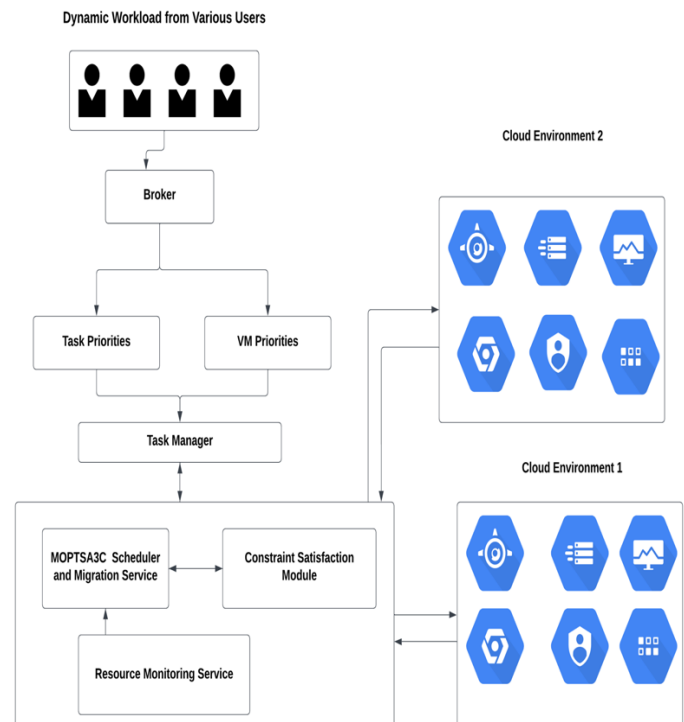 Dynamic Workload from Various Users
Cloud Environment 2
Broker
Task Priorities
VM Priorities
Task Manager
Cloud Environment 1
MOPTSA3C Scheduler
and Migration Service
Constraint Satisfaction
Module
Resource Monitoring Service